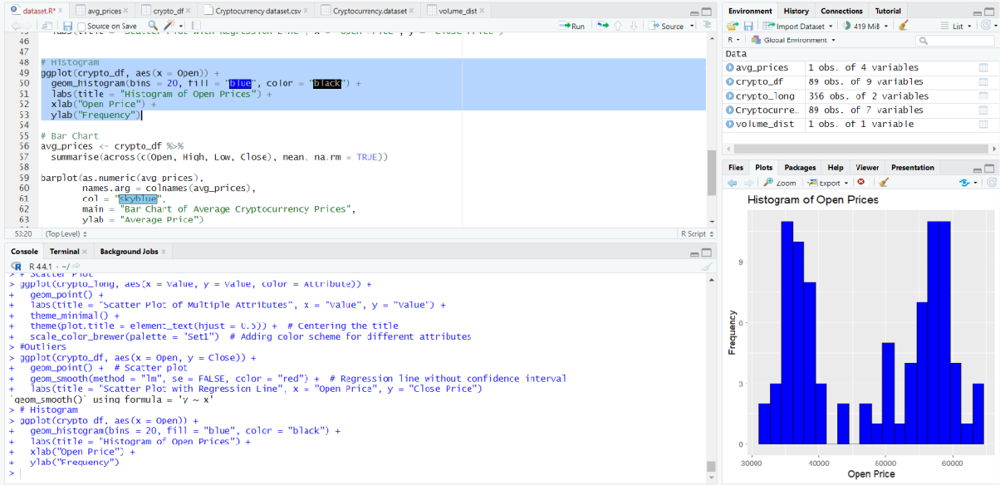 dataset.R* avg_prices crypto_df Cryptocurrency dataset.csv Cryptocurrency.dataset volume_dist
Source on Save Run Source
46
47
48 # Histogram
49 ggplot(crypto_df, aes(x = Open)) +
50 geom_histogram(bins = 20, fill = "blue", color = "black") +
51 labs(title = "Histogram of Open Prices") +
52 xlab("Open Price") +
53 ylab("Frequency")
54
55 # Bar Chart
56 avg_prices <- crypto_df %>%
57 summarise(across(c(Open, High, Low, Close), mean, na.rm = TRUE))
58
59 barplot(as.numeric(avg_prices),
60 names.arg = colnames(avg_prices),
61 col = "skyblue",
62 main = "Bar Chart of Average Cryptocurrency Prices",
63 ylab = "Average Price")
53:20 (Top Level) R Script
Console Terminal Background Jobs
R 4.4.1 · ~/
> # Scatter Plot
> ggplot(crypto_long, aes(x = Value, y = Value, color = Attribute)) +
+ geom_point() +
+ labs(title = "Scatter Plot of Multiple Attributes", x = "Value", y = "Value") +
+ theme_minimal() +
+ theme(plot.title = element_text(hjust = 0.5)) + # Centering the title
+ scale_color_brewer(palette = "Set1") # Adding color scheme for different attributes
> #Outliers
> ggplot(crypto_df, aes(x = Open, y = Close)) +
+ geom_point() + # Scatter plot
+ geom_smooth(method = "lm", se = FALSE, color = "red") + # Regression line without confidence interval
+ labs(title = "Scatter Plot with Regression Line", x = "Open Price", y = "Close Price")
`geom_smooth()` using formula = 'y ~ x'
> # Histogram
> ggplot(crypto_df, aes(x = Open)) +
+ geom_histogram(bins = 20, fill = "blue", color = "black") +
+ labs(title = "Histogram of Open Prices") +
+ xlab("Open Price") +
+ ylab("Frequency")
>
Environment History Connections Tutorial
Import Dataset 419 MiB List
R Global Environment
Data
avg_prices 1 obs. of 4 variables
crypto_df 89 obs. of 9 variables
crypto_long 356 obs. of 2 variables
Cryptocurre… 89 obs. of 7 variables
volume_dist 1 obs. of 1 variable
Files Plots Packages Help Viewer Presentation
Zoom Export
Histogram of Open Prices
9
6
3
0
Frequency
30000 40000 50000 60000
Open Price